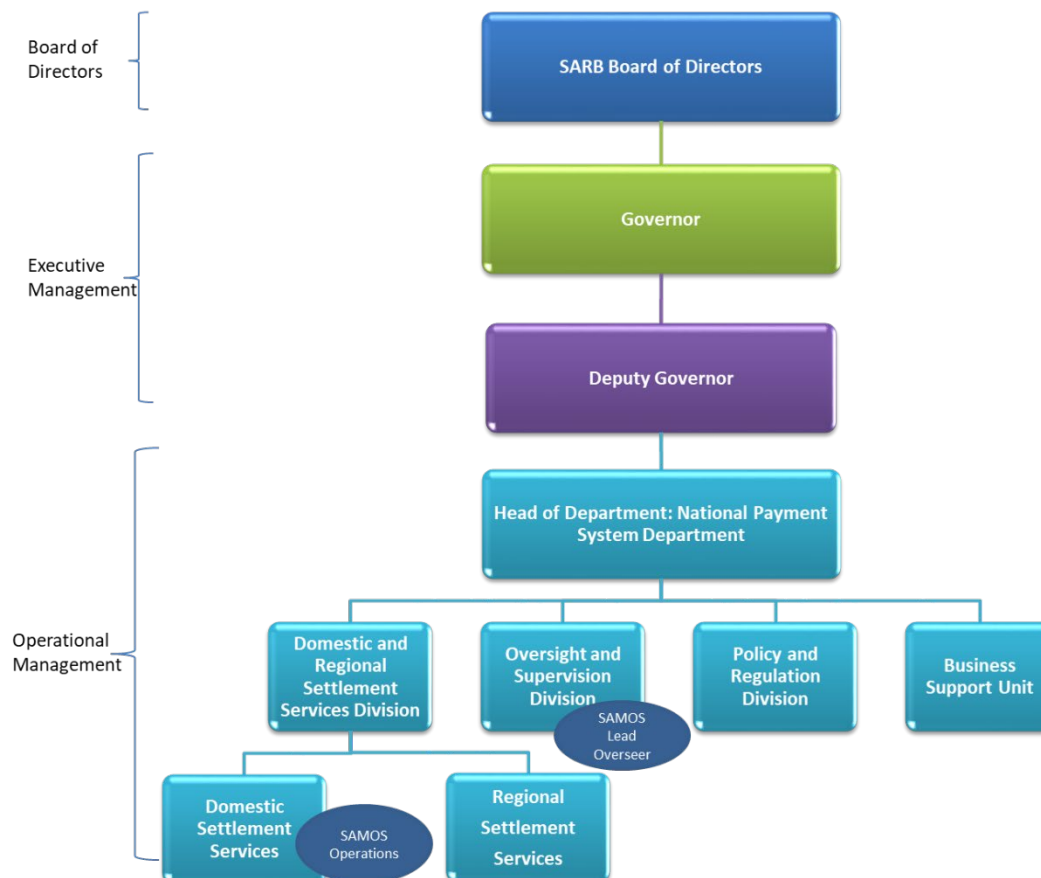 Board of
Directors
SARB Board of Directors
Governor
Executive
Management
Deputy Governor
Head of Department: National Payment
System Department
Operational
Management
Domestic and
Regional
Settlement
Services Division
Oversight and
Supervision
Division
SAMOS
Lead
Overseer
Policy and
Regulation
Division
Business
Support Unit
Domestic
Settlement
Services
SAMOS
Operations
Regional
Settlement
Services